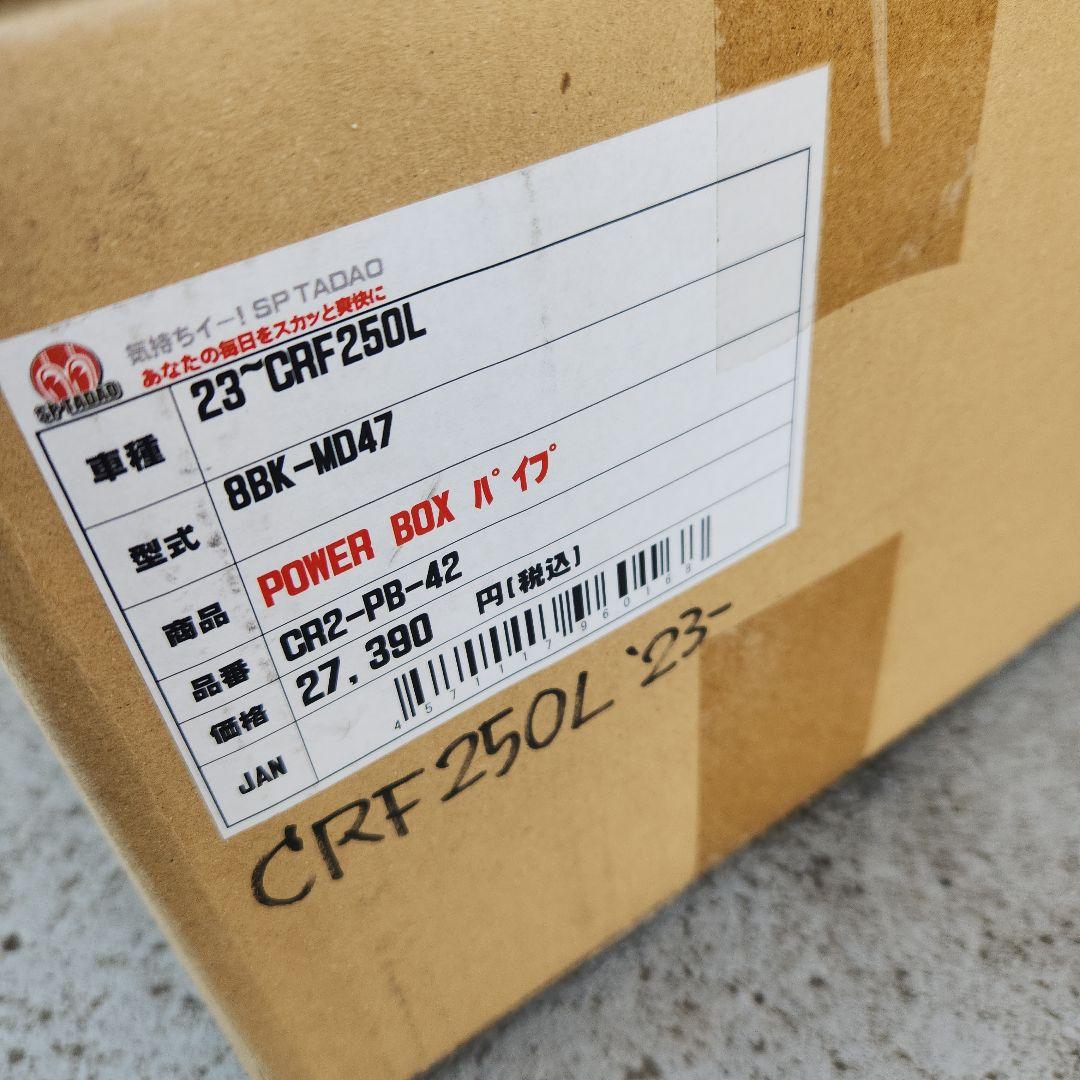 気持ちイー! SP TADAO
あなたの毎日をスカッと爽快に
SP TADAO
車種 23~CRF250L
型式 8BK-MD47
商品 POWER BOX ﾊﾟｲﾌﾟ
品番 CR2-PB-42
価格 27,390 円[税込]
JAN 4571117960168
CRF250L '23-